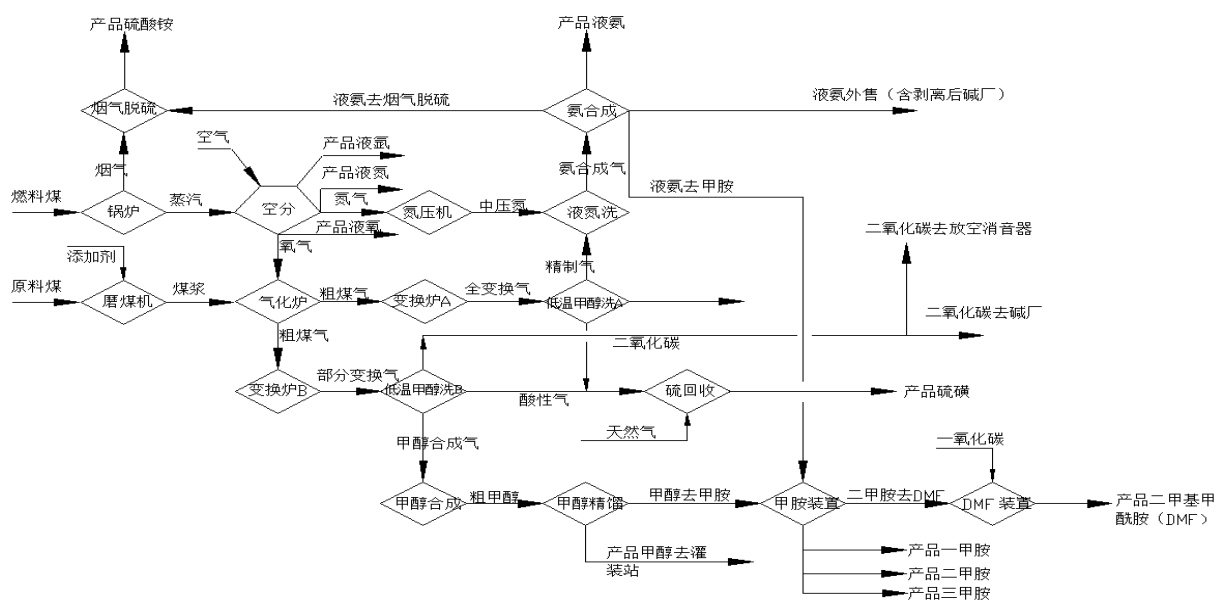 产品硫酸铵
产品液氨
烟气脱硫
液氨去烟气脱硫
氨合成
液氨外售（含剥离后碱厂）
空气
产品液氩
烟气
产品液氮
氨合成气
液氨去甲胺
燃料煤
锅炉
蒸汽
空分
氮气
氮压机
中压氮
液氮洗
产品液氧
二氧化碳去放空消音器
添加剂
氧气
精制气
原料煤
磨煤机
煤浆
气化炉
粗煤气
变换炉A
全变换气
低温甲醇洗A
二氧化碳去碱厂
粗煤气
二氧化碳
变换炉B
部分变换气
低温甲醇洗B
酸性气
硫回收
产品硫磺
天然气
甲醇合成气
一氧化碳
甲醇合成
粗甲醇
甲醇精馏
甲醇去甲胺
甲胺装置
二甲胺去DMF
DMF装置
产品二甲基甲
酰胺（DMF）
产品甲醇去灌
装站
产品一甲胺
产品二甲胺
产品三甲胺